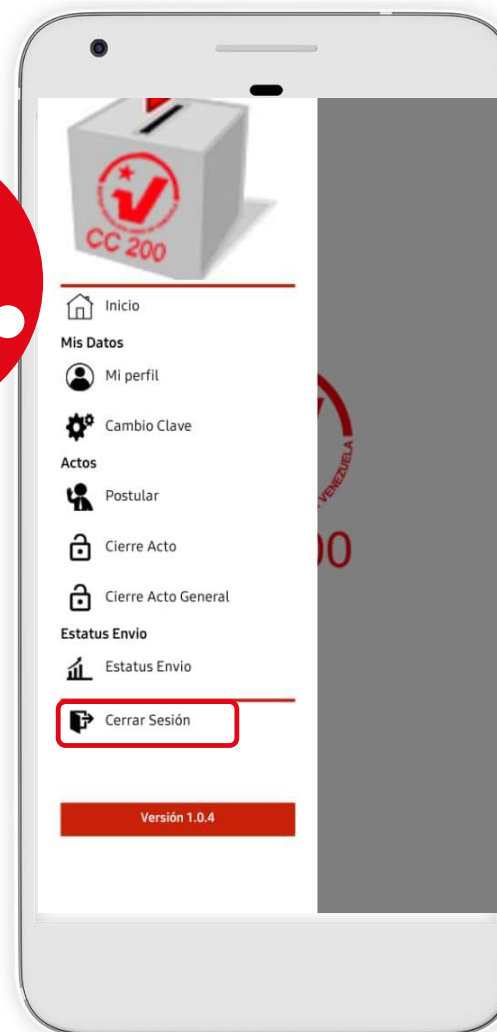 CC 200
Inicio
Mis Datos
Mi perfil
Cambio Clave
Actos
Postular
Cierre Acto
Cierre Acto General
Estatus Envio
Estatus Envio
Cerrar Sesión
Versión 1.0.4
VENEZUELA
00